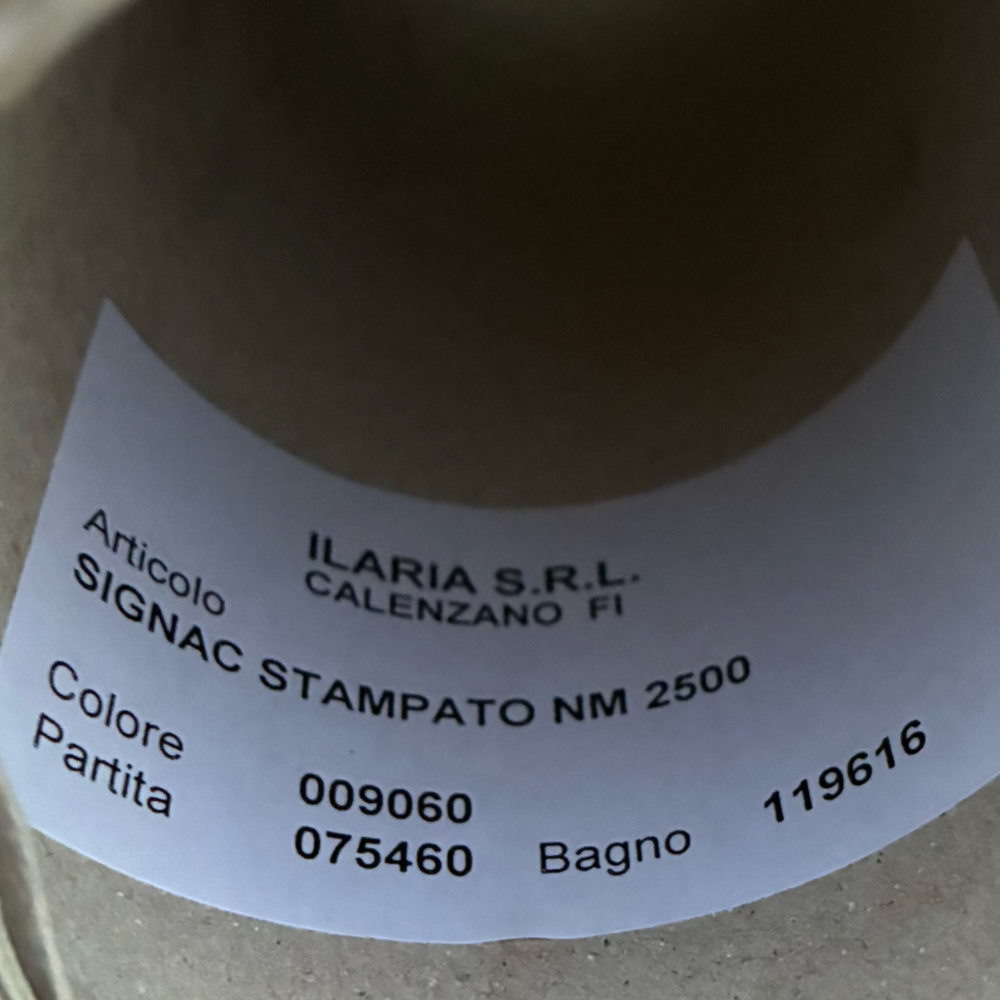 ILARIA S.R.L.
CALENZANO FI
Articolo
SIGNAC STAMPATO NM 2500
Colore 009060
Partita 075460 Bagno 119616